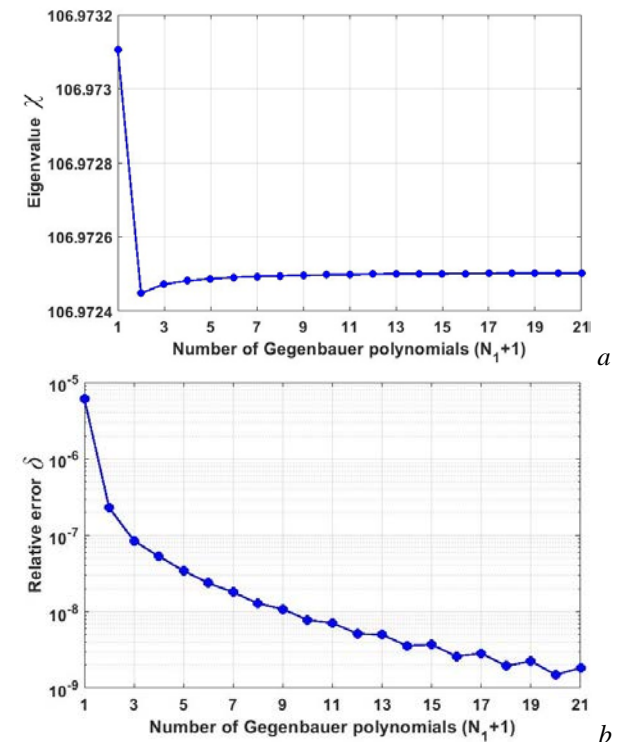 106.9732
106.973
106.9728
106.9726
106.9724
Eigenvalue χ
1 3 5 7 9 11 13 15 17 19 21
Number of Gegenbauer polynomials (N₁+1)
a
10⁻⁵
10⁻⁶
10⁻⁷
10⁻⁸
10⁻⁹
Relative error δ
1 3 5 7 9 11 13 15 17 19 21
Number of Gegenbauer polynomials (N₁+1)
b